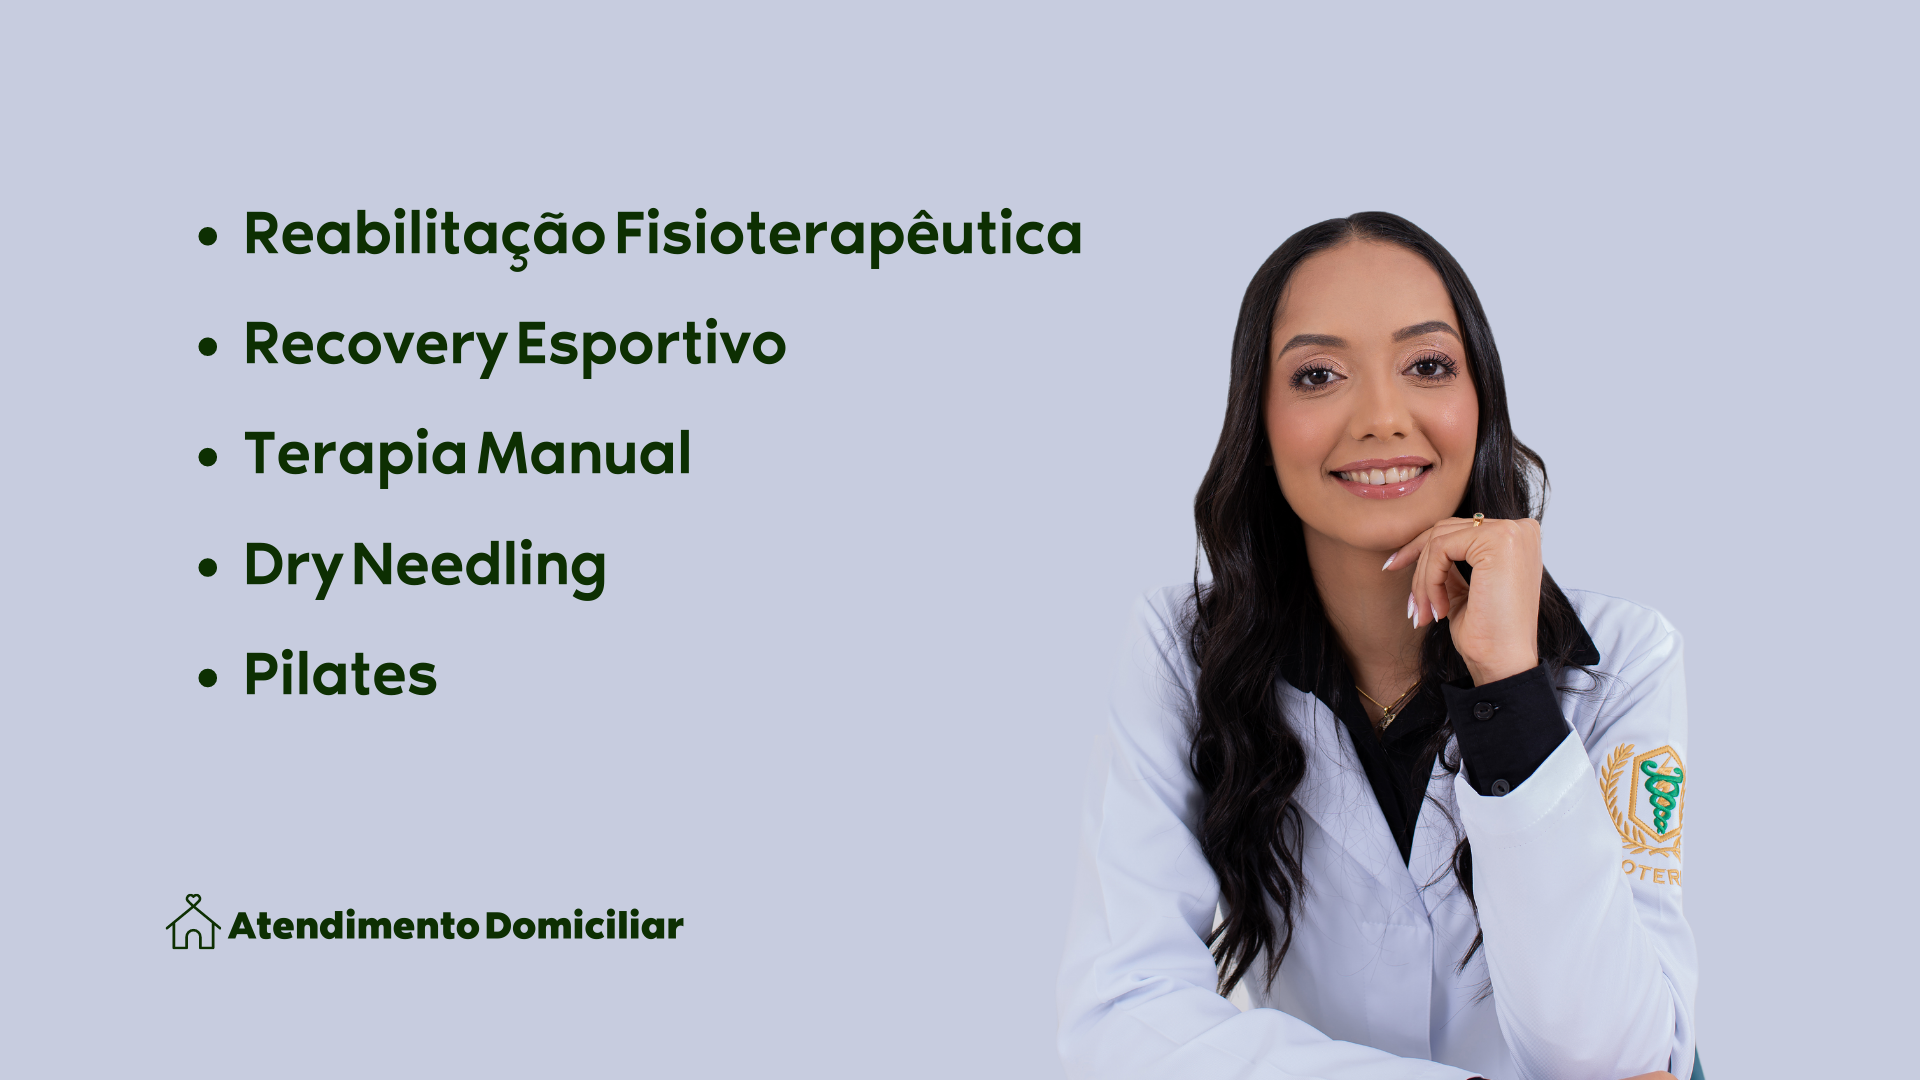 Reabilitação Fisioterapêutica
Recovery Esportivo
Terapia Manual
Dry Needling
Pilates
Atendimento Domiciliar